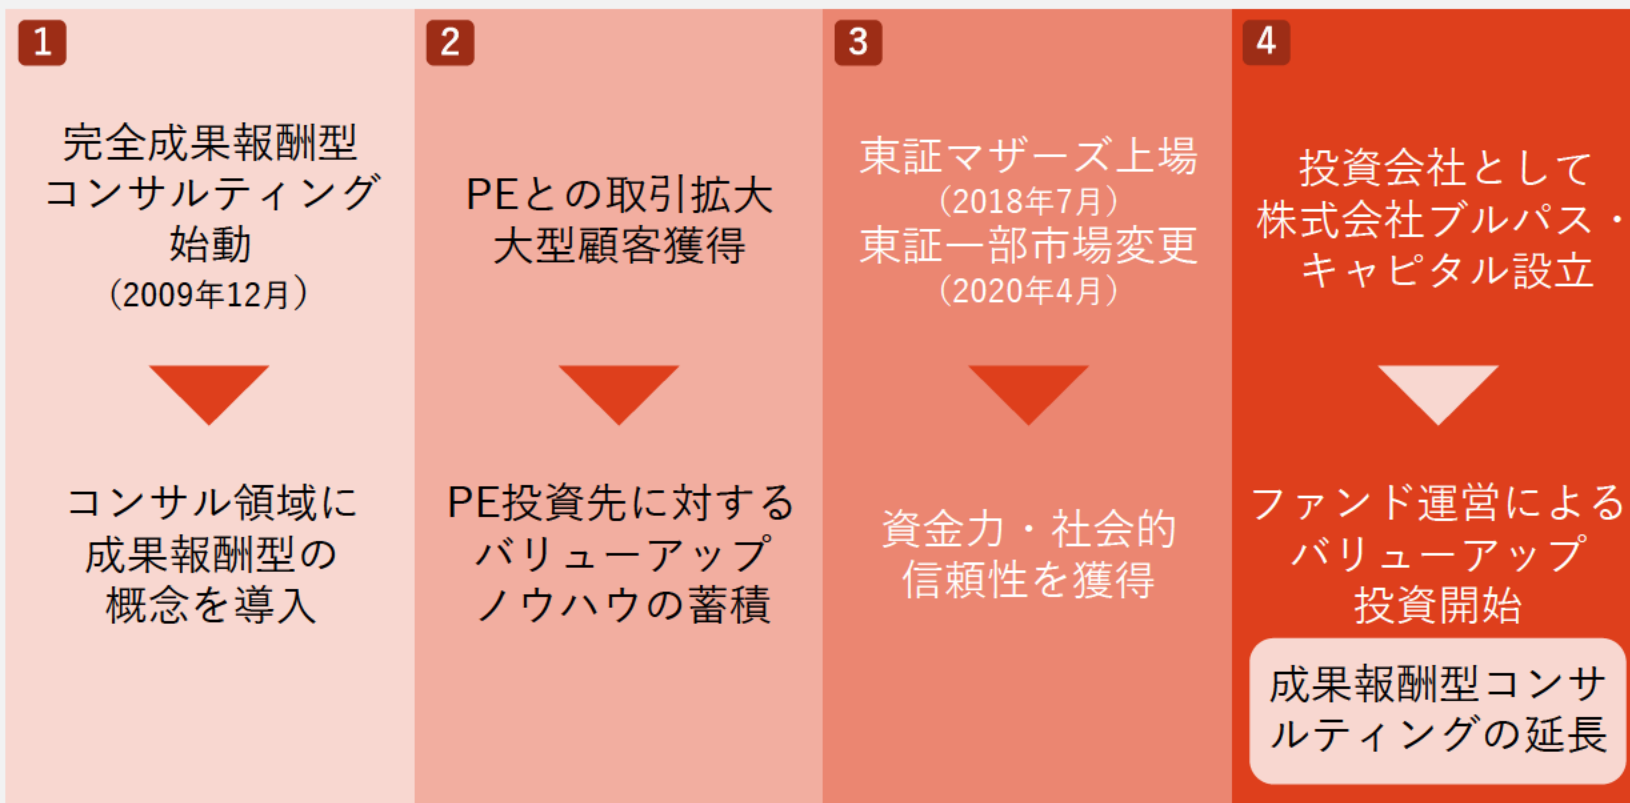 1
完全成果報酬型
コンサルティング
始動
（2009年12月）
コンサル領域に
成果報酬型の
概念を導入
2
PEとの取引拡大
大型顧客獲得
PE投資先に対する
バリューアップ
ノウハウの蓄積
3
東証マザーズ上場
（2018年7月）
東証一部市場変更
（2020年4月）
資金力・社会的
信頼性を獲得
4
投資会社として
株式会社ブルパス・
キャピタル設立
ファンド運営による
バリューアップ
投資開始
成果報酬型コンサ
ルティングの延長